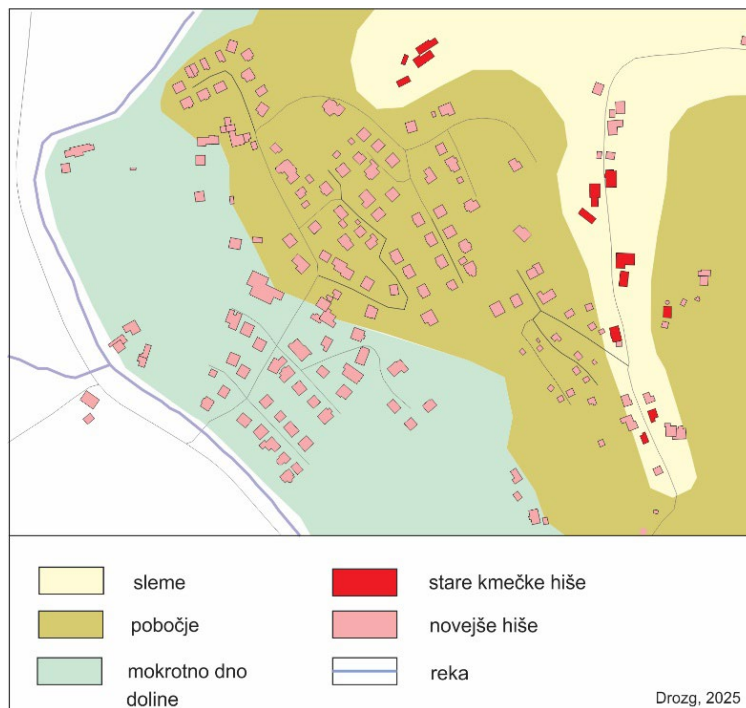 sleme
pobočje
mokrotno dno
doline
stare kmečke hiše
novejše hiše
reka
Drozg, 2025